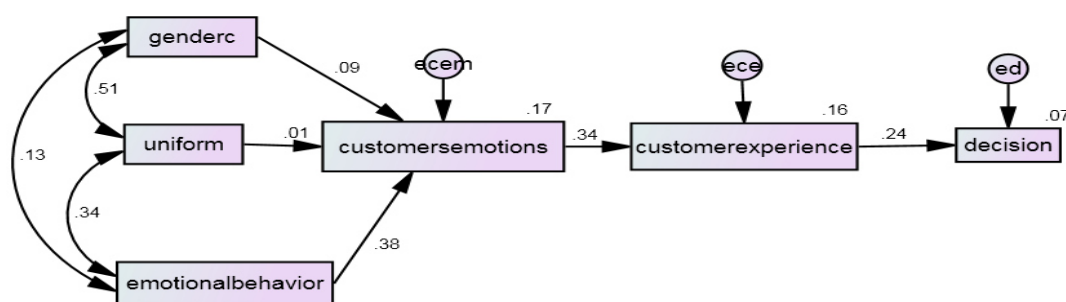 genderc
.09
ecem
ece
ed
.51
.17
.16
.07
uniform
.01
customersemotions
.34
customerexperience
.24
decision
.13
.34
.38
emotionalbehavior